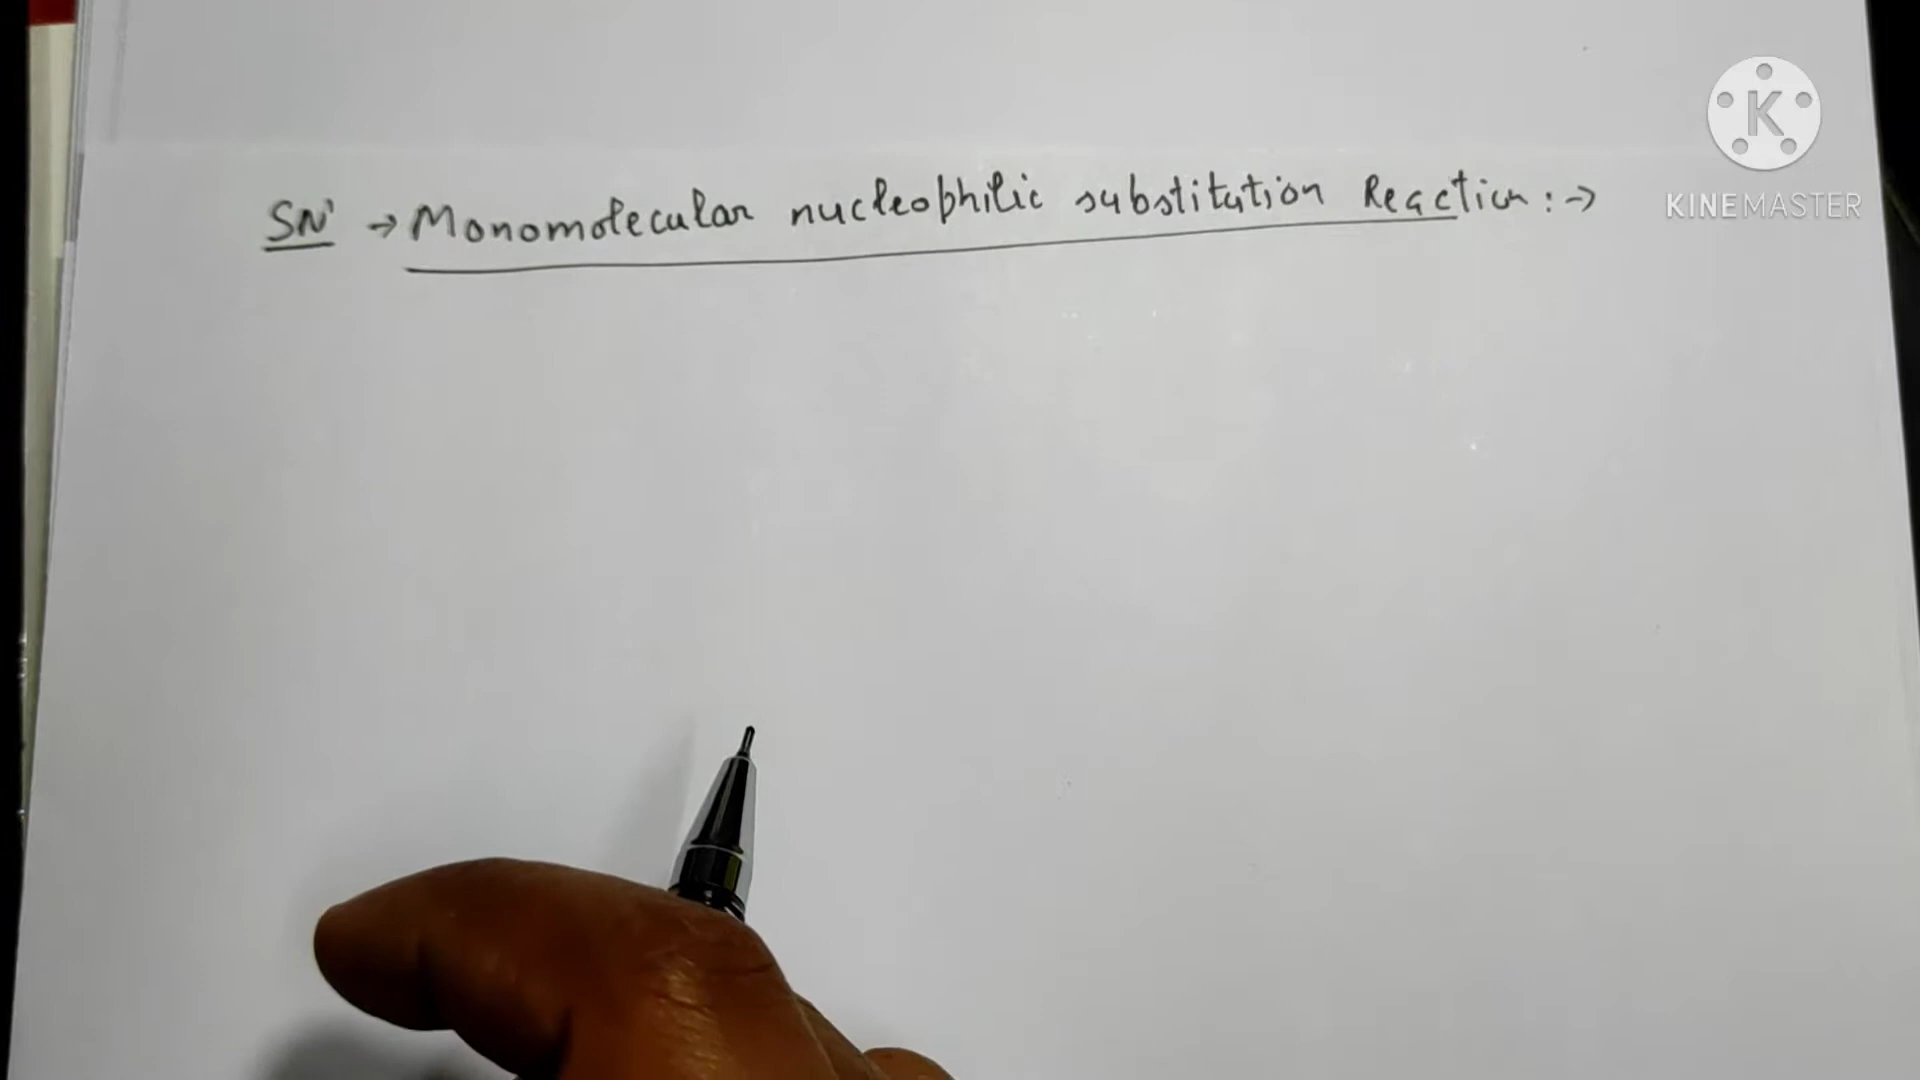 SN¹ → Monomolecular nucleophilic substitution Reaction :→
K
KINEMASTER